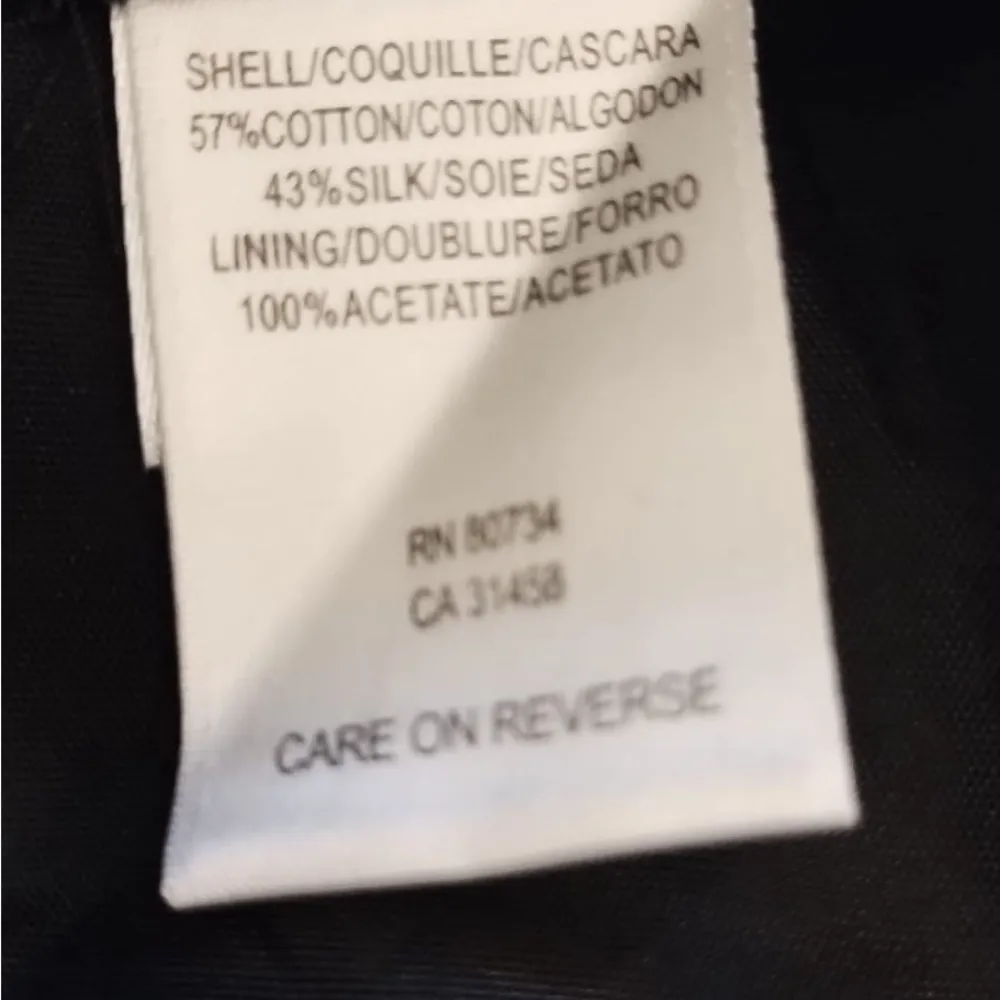 SHELL/COQUILLE/CASCARA
57%COTTON/COTON/ALGODON
43%SILK/SOIE/SEDA
LINING/DOUBLURE/FORRO
100%ACETATE/ACETATO
RN 80734
CA 31458
CARE ON REVERSE